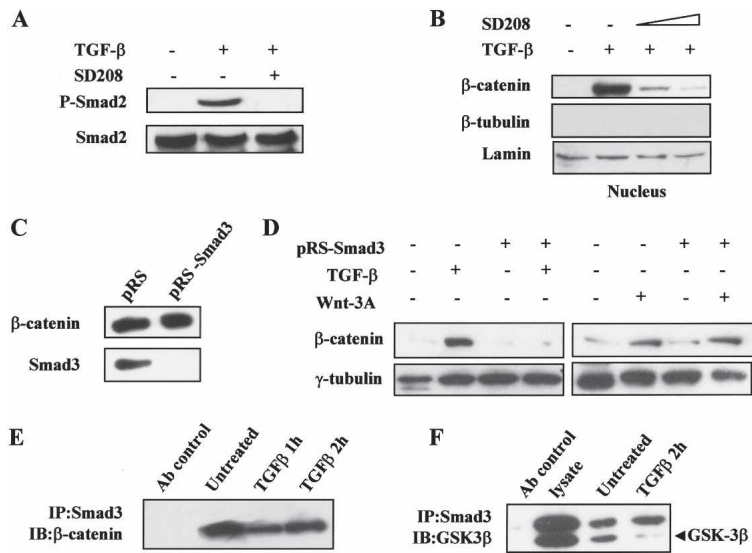 A
TGF-β - + +
SD208 - - +
P-Smad2
Smad2
B
SD208 - -
TGF-β - + + +
β-catenin
β-tubulin
Lamin
Nucleus
C
pRS
pRS-Smad3
β-catenin
Smad3
D
pRS-Smad3 - - + + - - + +
TGF-β - + - +
Wnt-3A - + - +
β-catenin
γ-tubulin
E
Ab control
Untreated
TGFβ 1h
TGFβ 2h
IP:Smad3
IB:β-catenin
F
Ab control
lysate
Untreated
TGFβ 2h
IP:Smad3
IB:GSK3β
◄GSK-3β